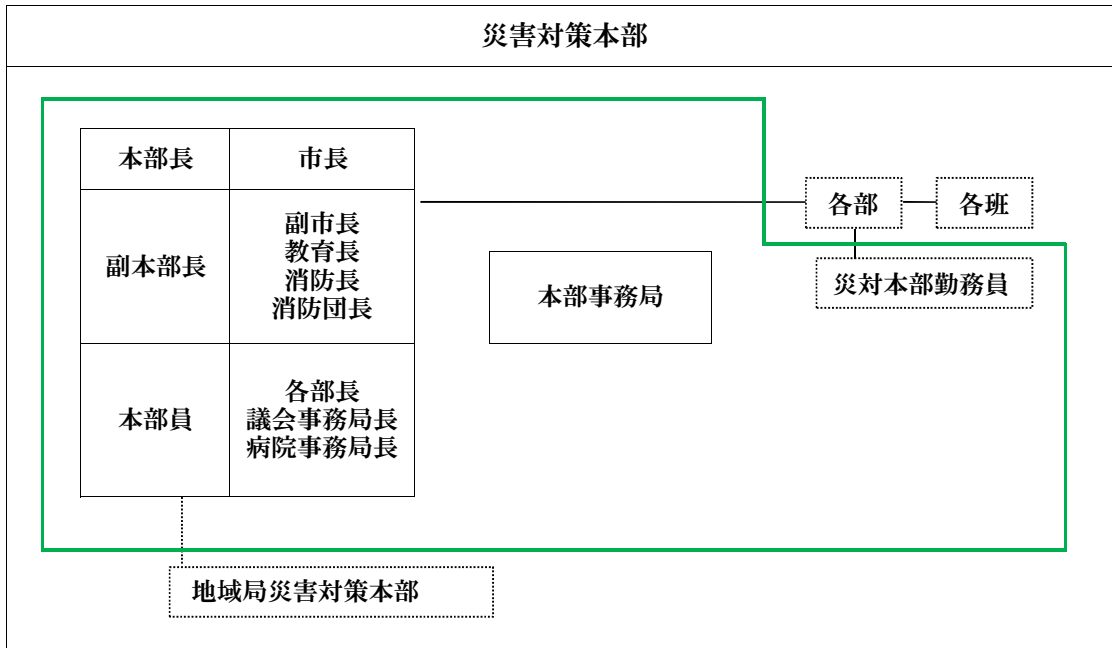 災害対策本部
本部長
市長
副本部長
副市長
教育長
消防長
消防団長
本部員
各部長
議会事務局長
病院事務局長
本部事務局
各部
各班
災対本部勤務員
地域局災害対策本部